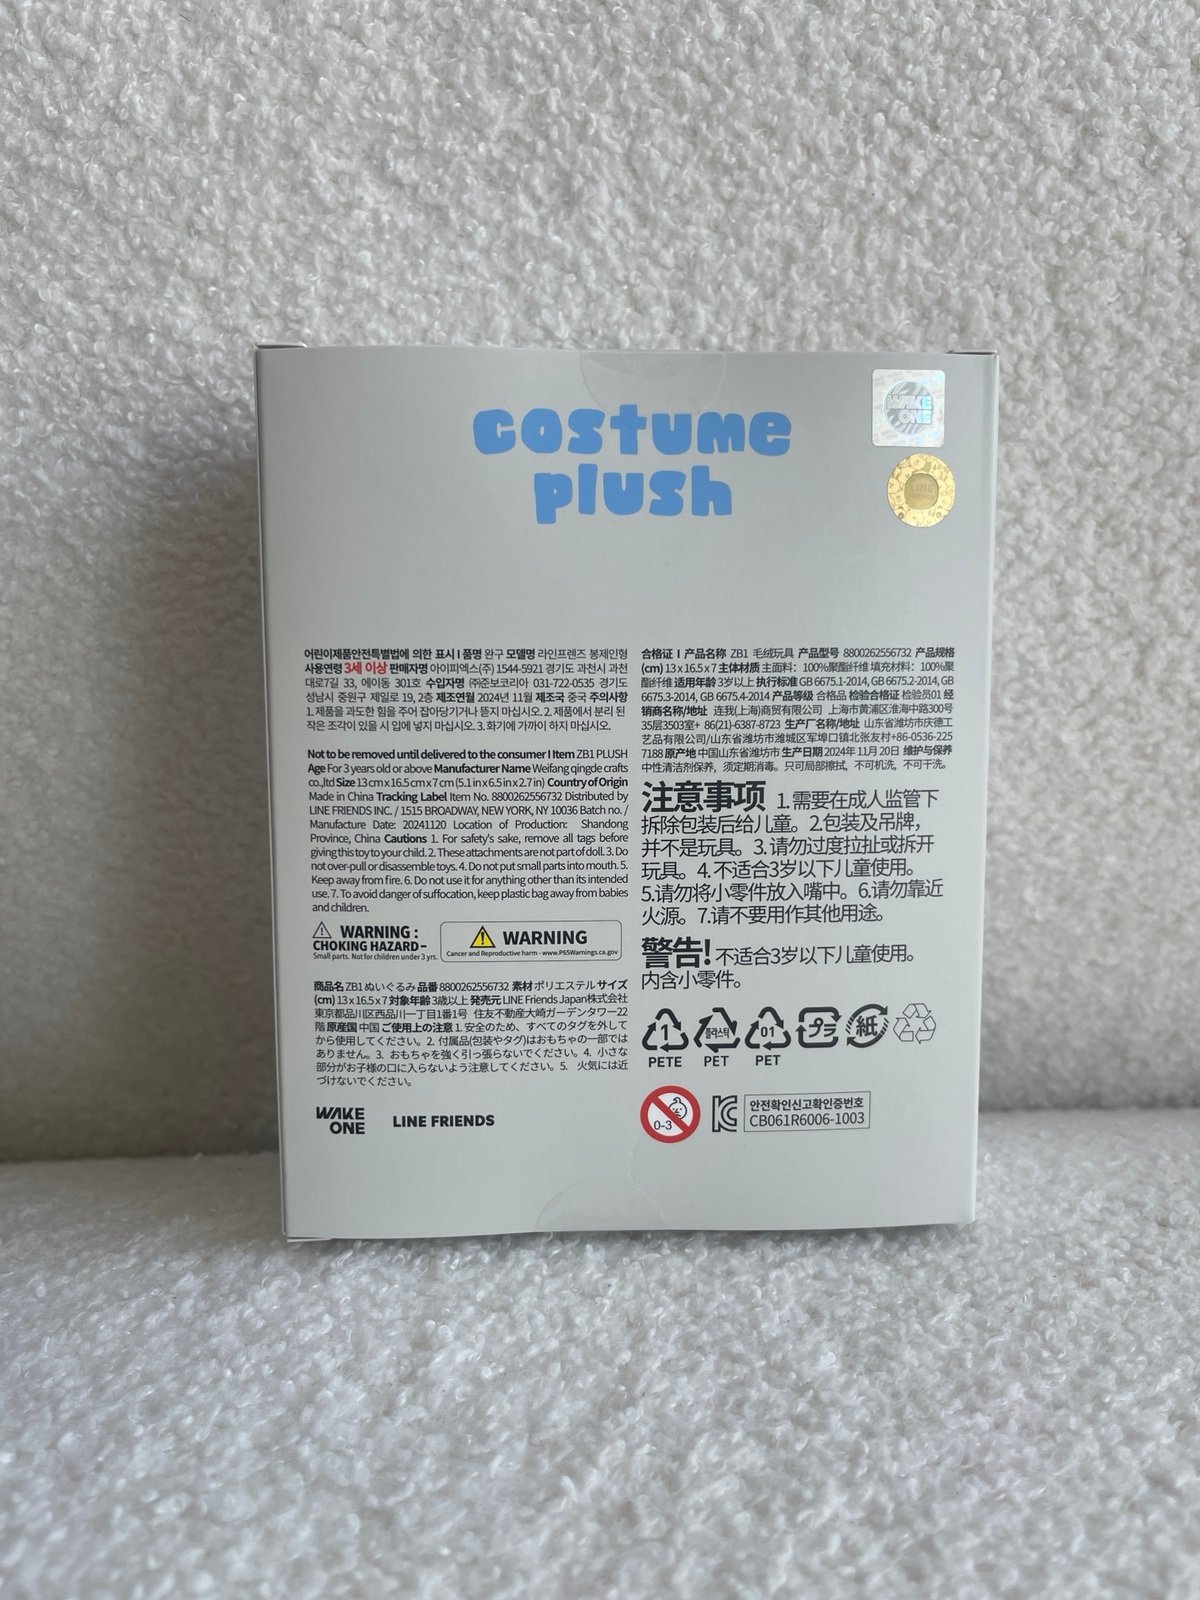 costume
plush
WAKE
ONE
LINE
어린이제품안전특별법에 의한 표시 I 품명 완구 모델명 라인프렌즈 봉제인형
사용연령 3세 이상 판매자명 아이피엑스(주) 1544-5921 경기도 과천시 과천
대로7길 33, 에이동 301호 수입자명 ㈜준보코리아 031-722-0535 경기도
성남시 중원구 제일로 19, 2층 제조연월 2024년 11월 제조국 중국 주의사항
1. 제품을 과도한 힘을 주어 잡아당기거나 뜯지 마십시오. 2. 제품에서 분리 된
작은 조각이 있을 시 입에 넣지 마십시오. 3. 화기에 가까이 하지 마십시오.
Not to be removed until delivered to the consumer I Item ZB1 PLUSH
Age For 3 years old or above Manufacturer Name Weifang qingde crafts
co.,ltd Size 13 cm x 16.5 cm x 7 cm (5.1 in x 6.5 in x 2.7 in) Country of Origin
Made in China Tracking Label Item No. 8800262556732 Distributed by
LINE FRIENDS INC. / 1515 BROADWAY, NEW YORK, NY 10036 Batch no. /
Manufacture Date: 20241120 Location of Production: Shandong
Province, China Cautions 1. For safety's sake, remove all tags before
giving this toy to your child. 2. These attachments are not part of doll. 3. Do
not over-pull or disassemble toys. 4. Do not put small parts into mouth. 5.
Keep away from fire. 6. Do not use it for anything other than its intended
use. 7. To avoid danger of suffocation, keep plastic bag away from babies
and children.
WARNING :
CHOKING HAZARD–
Small parts. Not for children under 3 yrs.
WARNING
Cancer and Reproductive harm - www.P65Warnings.ca.gov
商品名 ZB1 ぬいぐるみ 品番 8800262556732 素材 ポリエステル サイズ
(cm) 13 x 16.5 x 7 対象年齢 3歳以上 発売元 LINE Friends Japan株式会社
東京都品川区西品川一丁目1番1号 住友不動産大崎ガーデンタワー22
階 原産国 中国 ご使用上の注意 1. 安全のため、すべてのタグを外して
から使用してください。2. 付属品(包装やタグ)はおもちゃの一部では
ありません。3. おもちゃを強く引っ張らないでください。4. 小さな
部分がお子様の口に入らないよう注意してください。5. 火気には近
づけないでください。
WAKE
ONE
LINE FRIENDS
合格证 I 产品名称 ZB1 毛绒玩具 产品型号 8800262556732 产品规格
(cm) 13 x 16.5 x 7 主体材质 主面料：100%聚酯纤维 填充材料：100%聚
酯纤维 适用年龄 3岁以上 执行标准 GB 6675.1-2014, GB 6675.2-2014, GB
6675.3-2014, GB 6675.4-2014 产品等级 合格品 检验合格证 检验员01 经
销商名称/地址 连我(上海)商贸有限公司 上海市黄浦区淮海中路300号
35层3503室+ 86(21)-6387-8723 生产厂名称/地址 山东省潍坊市庆德工
艺品有限公司/山东省潍坊市潍城区军埠口镇北张友村+86-0536-225
7188 原产地 中国山东省潍坊市 生产日期 2024年 11月 20日 维护与保养
中性清洁剂保养，须定期消毒。只可局部擦拭，不可机洗，不可干洗。
注意事项 1.需要在成人监管下
拆除包装后给儿童。2.包装及吊牌，
并不是玩具。3.请勿过度拉扯或拆开
玩具。4.不适合3岁以下儿童使用。
5.请勿将小零件放入嘴中。6.请勿靠近
火源。7.请不要用作其他用途。
警告! 不适合3岁以下儿童使用。
内含小零件。
1 플라스틱 01 プラ 紙
PETE PET PET
0-3
안전확인신고확인증번호
CB061R6006-1003